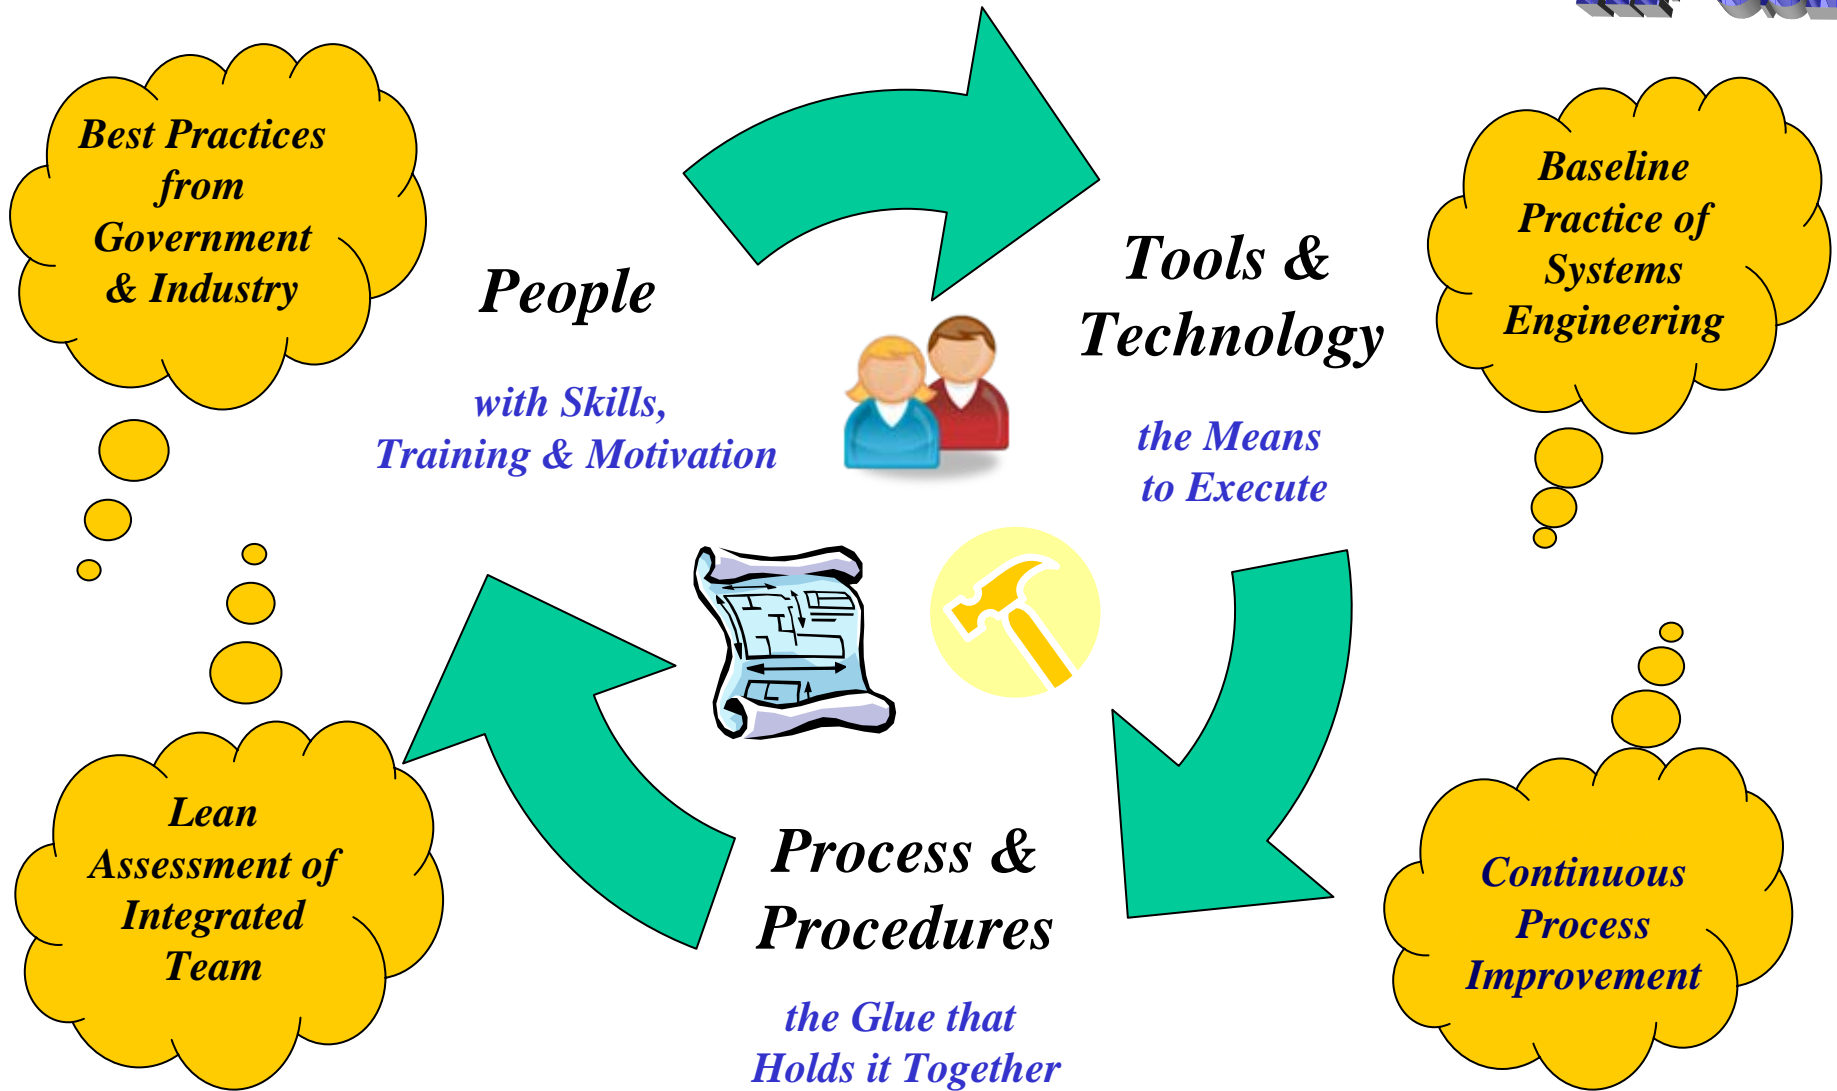 Best Practices
from
Government
& Industry
People
with Skills,
Training & Motivation
Tools &
Technology
the Means
to Execute
Baseline
Practice of
Systems
Engineering
Lean
Assessment of
Integrated
Team
Process &
Procedures
the Glue that
Holds it Together
Continuous
Process
Improvement